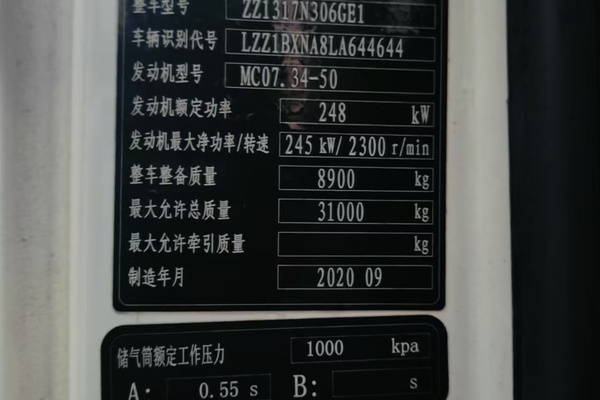 整车型号 ZZ1317N306GE1
车辆识别代号 LZZ1BXNA8LA644644
发动机型号 MC07.34-50
发动机额定功率 248 kW
发动机最大净功率/转速 245 kW/ 2300 r/min
整车整备质量 8900 kg
最大允许总质量 31000 kg
最大允许牵引质量 kg
制造年月 2020 09
储气筒额定工作压力 1000 kpa
A: 0.55 s B: s